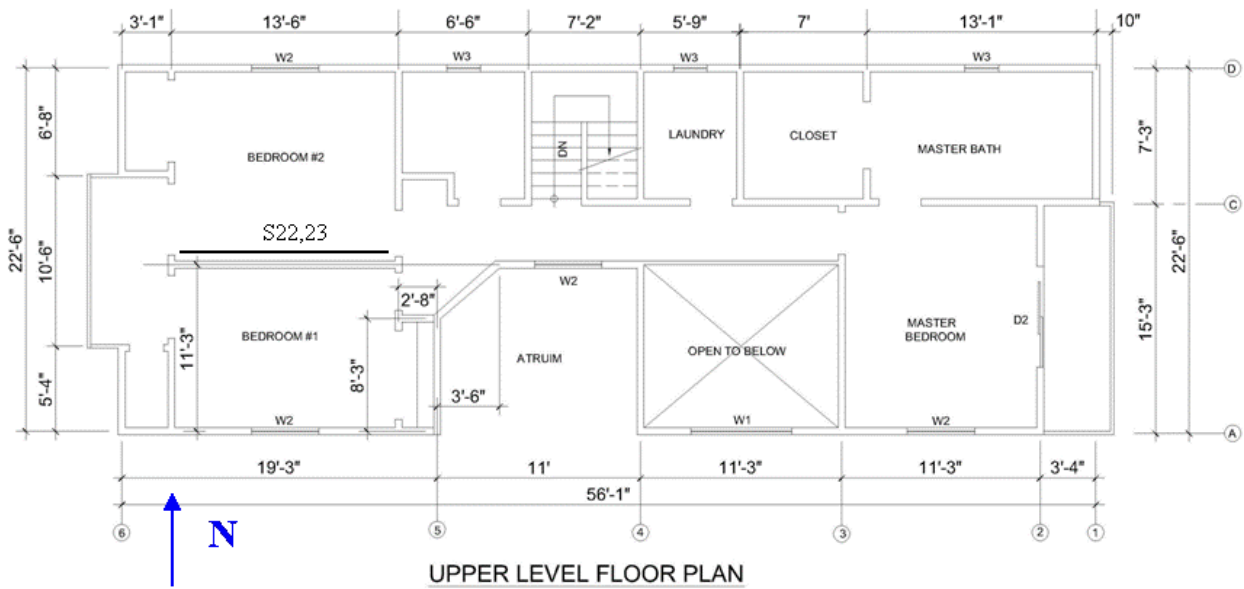 3'-1" 13'-6" 6'-6" 7'-2" 5'-9" 7' 13'-1" 10"
W2 W3 W3 W3
D
6'-8"
BEDROOM #2
DN
LAUNDRY CLOSET MASTER BATH
7'-3"
C
S22,23
22'-6"
10'-6"
22'-6"
W2
2'-8"
BEDROOM #1
11'-3"
8'-3"
ATRUIM
OPEN TO BELOW
MASTER
BEDROOM
D2
15'-3"
5'-4"
3'-6"
W2 W1 W2
A
19'-3" 11' 11'-3" 11'-3" 3'-4"
56'-1"
6 5 4 3 2 1
N
UPPER LEVEL FLOOR PLAN